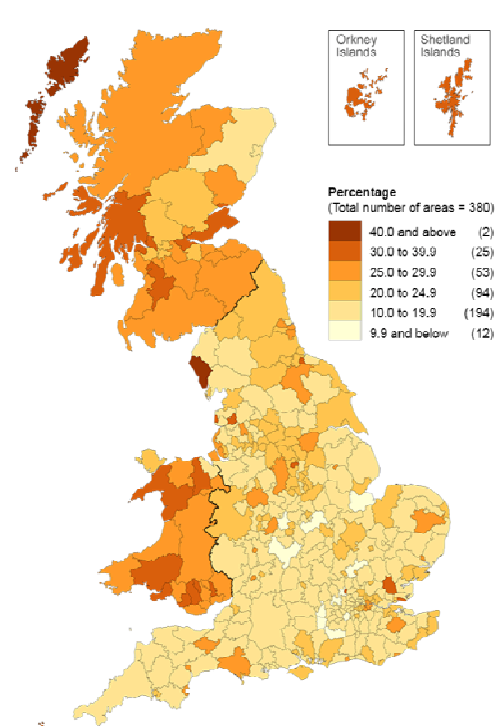 Orkney
Islands
Shetland
Islands
Percentage
(Total number of areas = 380)
40.0 and above (2)
30.0 to 39.9 (25)
25.0 to 29.9 (53)
20.0 to 24.9 (94)
10.0 to 19.9 (194)
9.9 and below (12)